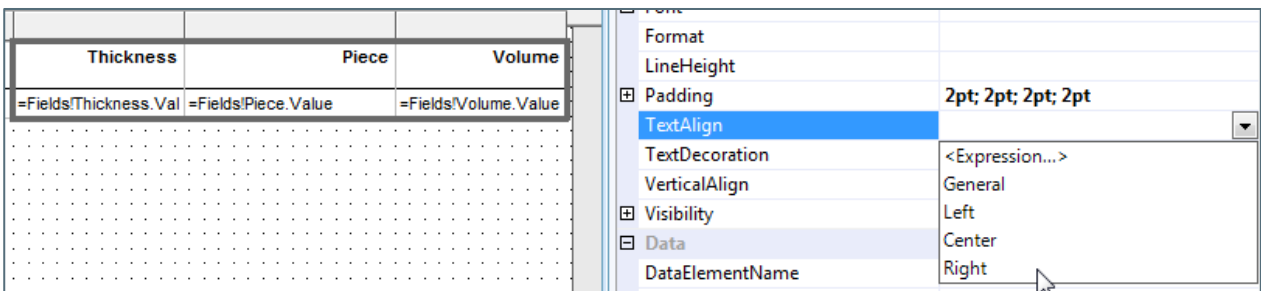 Thickness Piece Volume
=Fields!Thickness.Val =Fields!Piece.Value =Fields!Volume.Value
Format
LineHeight
Padding 2pt; 2pt; 2pt; 2pt
TextAlign
TextDecoration <Expression...>
VerticalAlign General
Visibility Left
Data Center
DataElementName Right